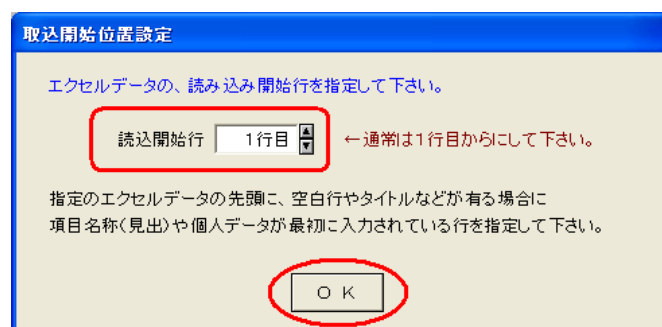 取込開始位置設定
エクセルデータの、読み込み開始行を指定して下さい。
読込開始行 1行目 ←通常は1行目からにして下さい。
指定のエクセルデータの先頭に、空白行やタイトルなどが有る場合に
項目名称(見出)や個人データが最初に入力されている行を指定して下さい。
ＯＫ